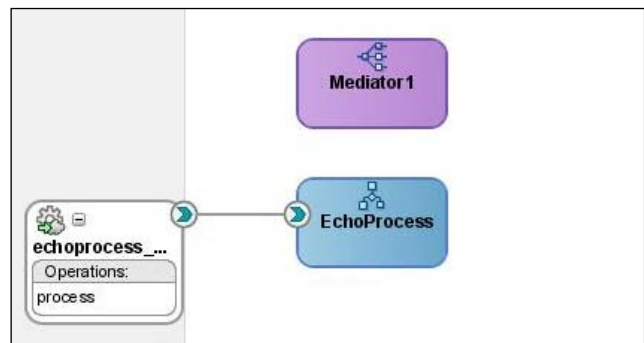 Mediator1
EchoProcess
echoprocess_...
Operations:
process